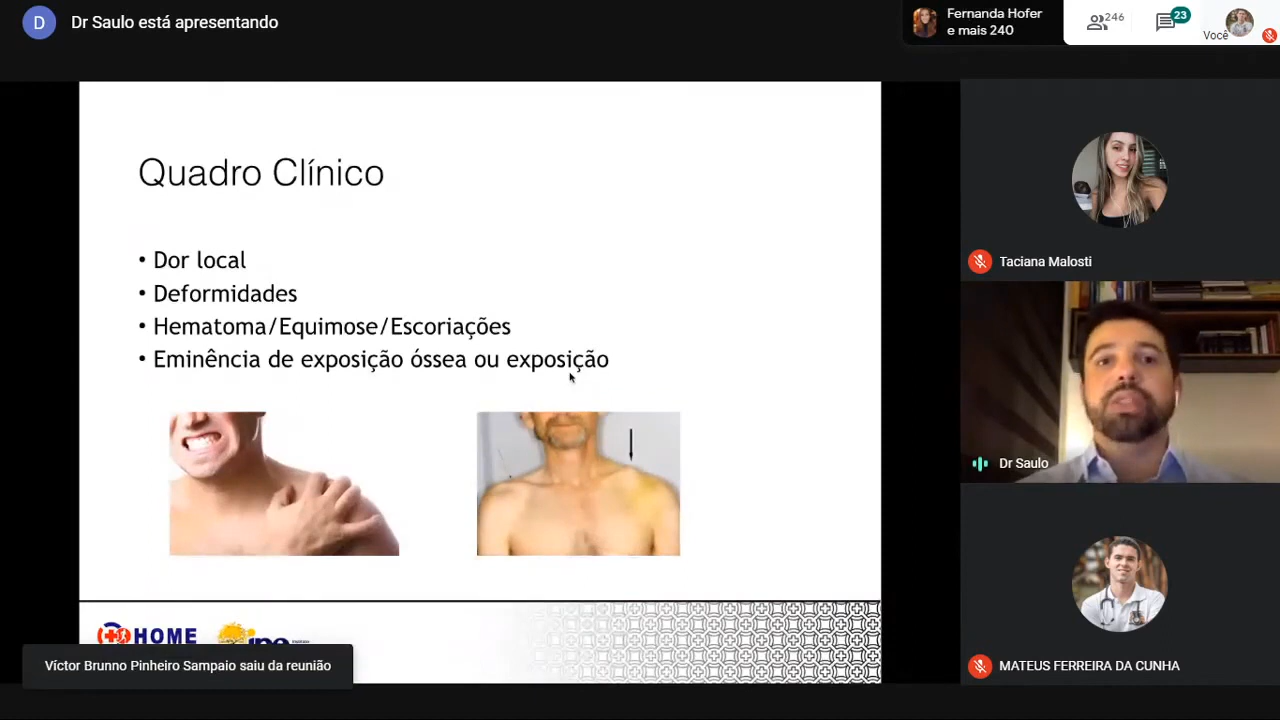 D
Dr Saulo está apresentando
Fernanda Hofer
e mais 240
246
23
Você
Quadro Clínico
• Dor local
• Deformidades
• Hematoma/Equimose/Escoriações
• Eminência de exposição óssea ou exposição
Taciana Malosti
Dr Saulo
MATEUS FERREIRA DA CUNHA
HOME
Víctor Brunno Pinheiro Sampaio saiu da reunião